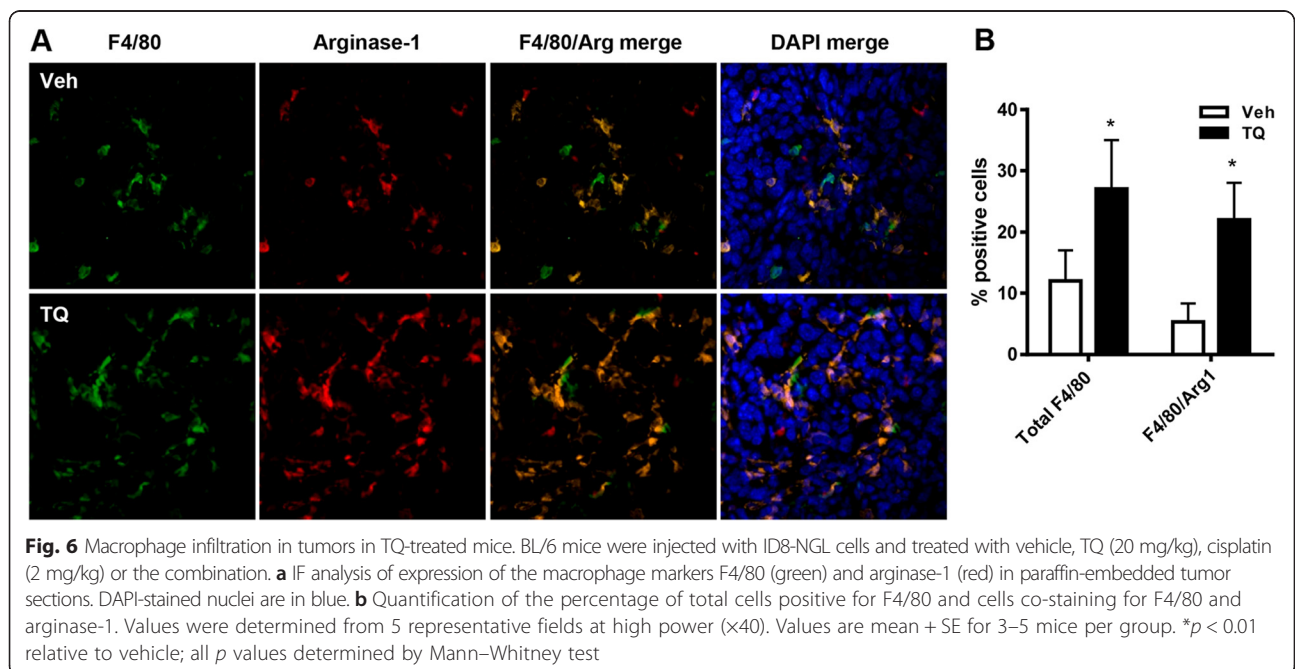 A
F4/80 Arginase-1 F4/80/Arg merge DAPI merge
Veh
TQ
B
Veh
TQ
% positive cells
40
30
20
10
0
* *
Total F4/80
F4/80/Arg1
Fig. 6 Macrophage infiltration in tumors in TQ-treated mice. BL/6 mice were injected with ID8-NGL cells and treated with vehicle, TQ (20 mg/kg), cisplatin
(2 mg/kg) or the combination. a IF analysis of expression of the macrophage markers F4/80 (green) and arginase-1 (red) in paraffin-embedded tumor
sections. DAPI-stained nuclei are in blue. b Quantification of the percentage of total cells positive for F4/80 and cells co-staining for F4/80 and
arginase-1. Values were determined from 5 representative fields at high power (×40). Values are mean + SE for 3–5 mice per group. *p < 0.01
relative to vehicle; all p values determined by Mann–Whitney test